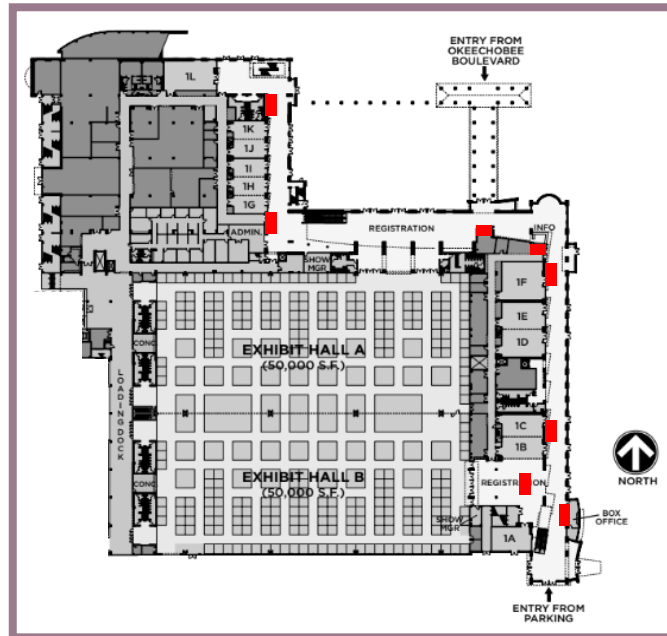 ENTRY FROM
OKEECHOBEE
BOULEVARD
1L
1K
1J
1I
1H
1G
ADMIN.
REGISTRATION
INFO
SHOW
MGR
1F
1E
1D
CONC
EXHIBIT HALL A
(50,000 S.F.)
LOADING DOCK
1C
1B
EXHIBIT HALL B
(50,000 S.F.)
CONC
REGISTRATION
NORTH
SHOW
MGR
1A
BOX
OFFICE
ENTRY FROM
PARKING